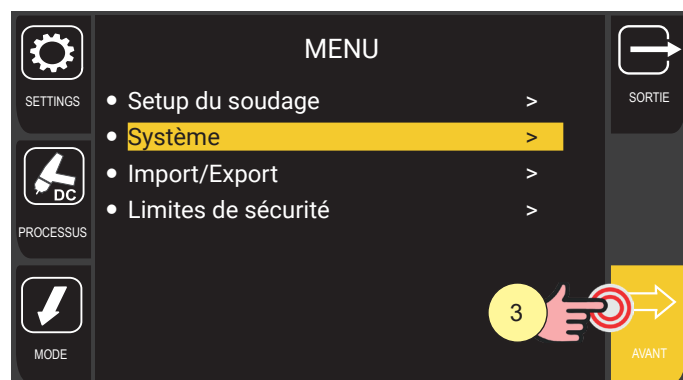 MENU
SETTINGS
SORTIE
• Setup du soudage >
• Système >
• Import/Export >
• Limites de sécurité >
DC
PROCESSUS
3
MODE
AVANT